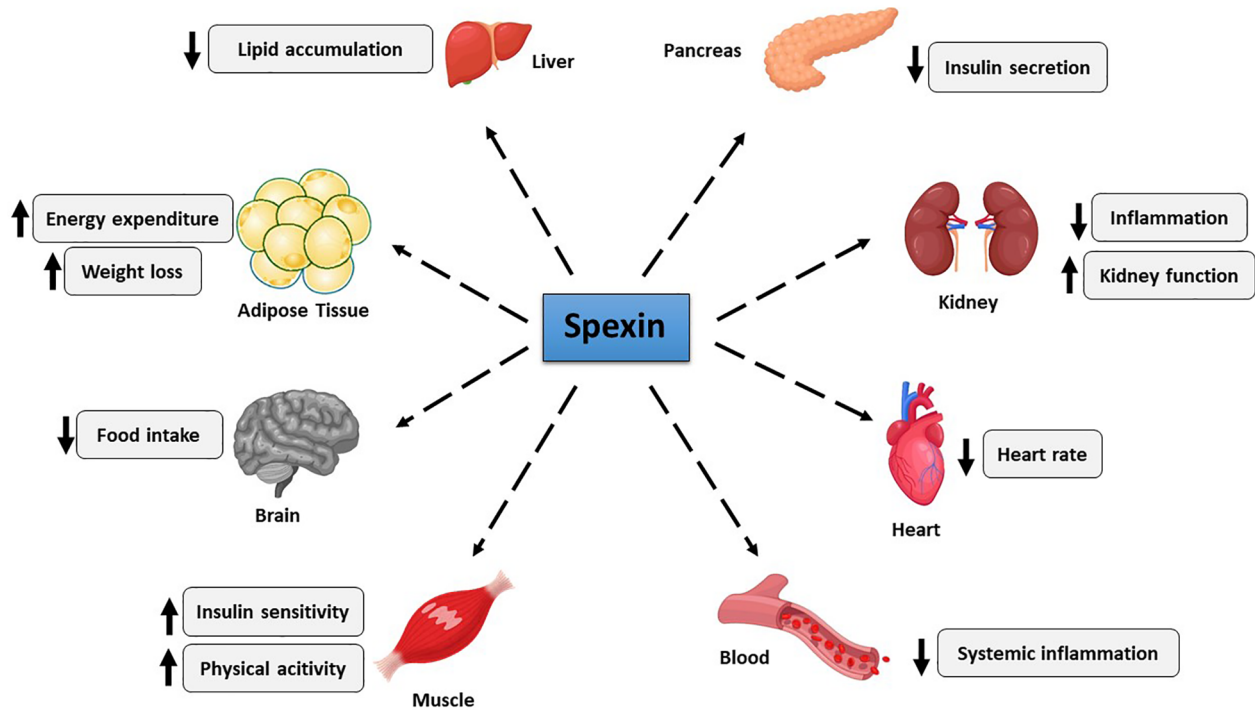 Lipid accumulation
Liver
Pancreas
Insulin secretion
Energy expenditure
Weight loss
Adipose Tissue
Inflammation
Kidney function
Kidney
Spexin
Food intake
Brain
Heart rate
Heart
Insulin sensitivity
Physical acitivity
Muscle
Blood
Systemic inflammation